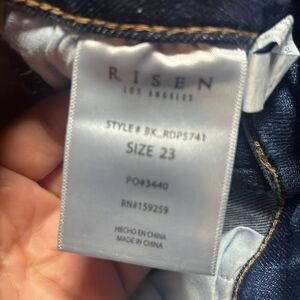 RISEN
LOS ANGELES
STYLE# BK_RDP5741
SIZE 23
PO#3440
RN#159259
HECHO EN CHINA
MADE IN CHINA